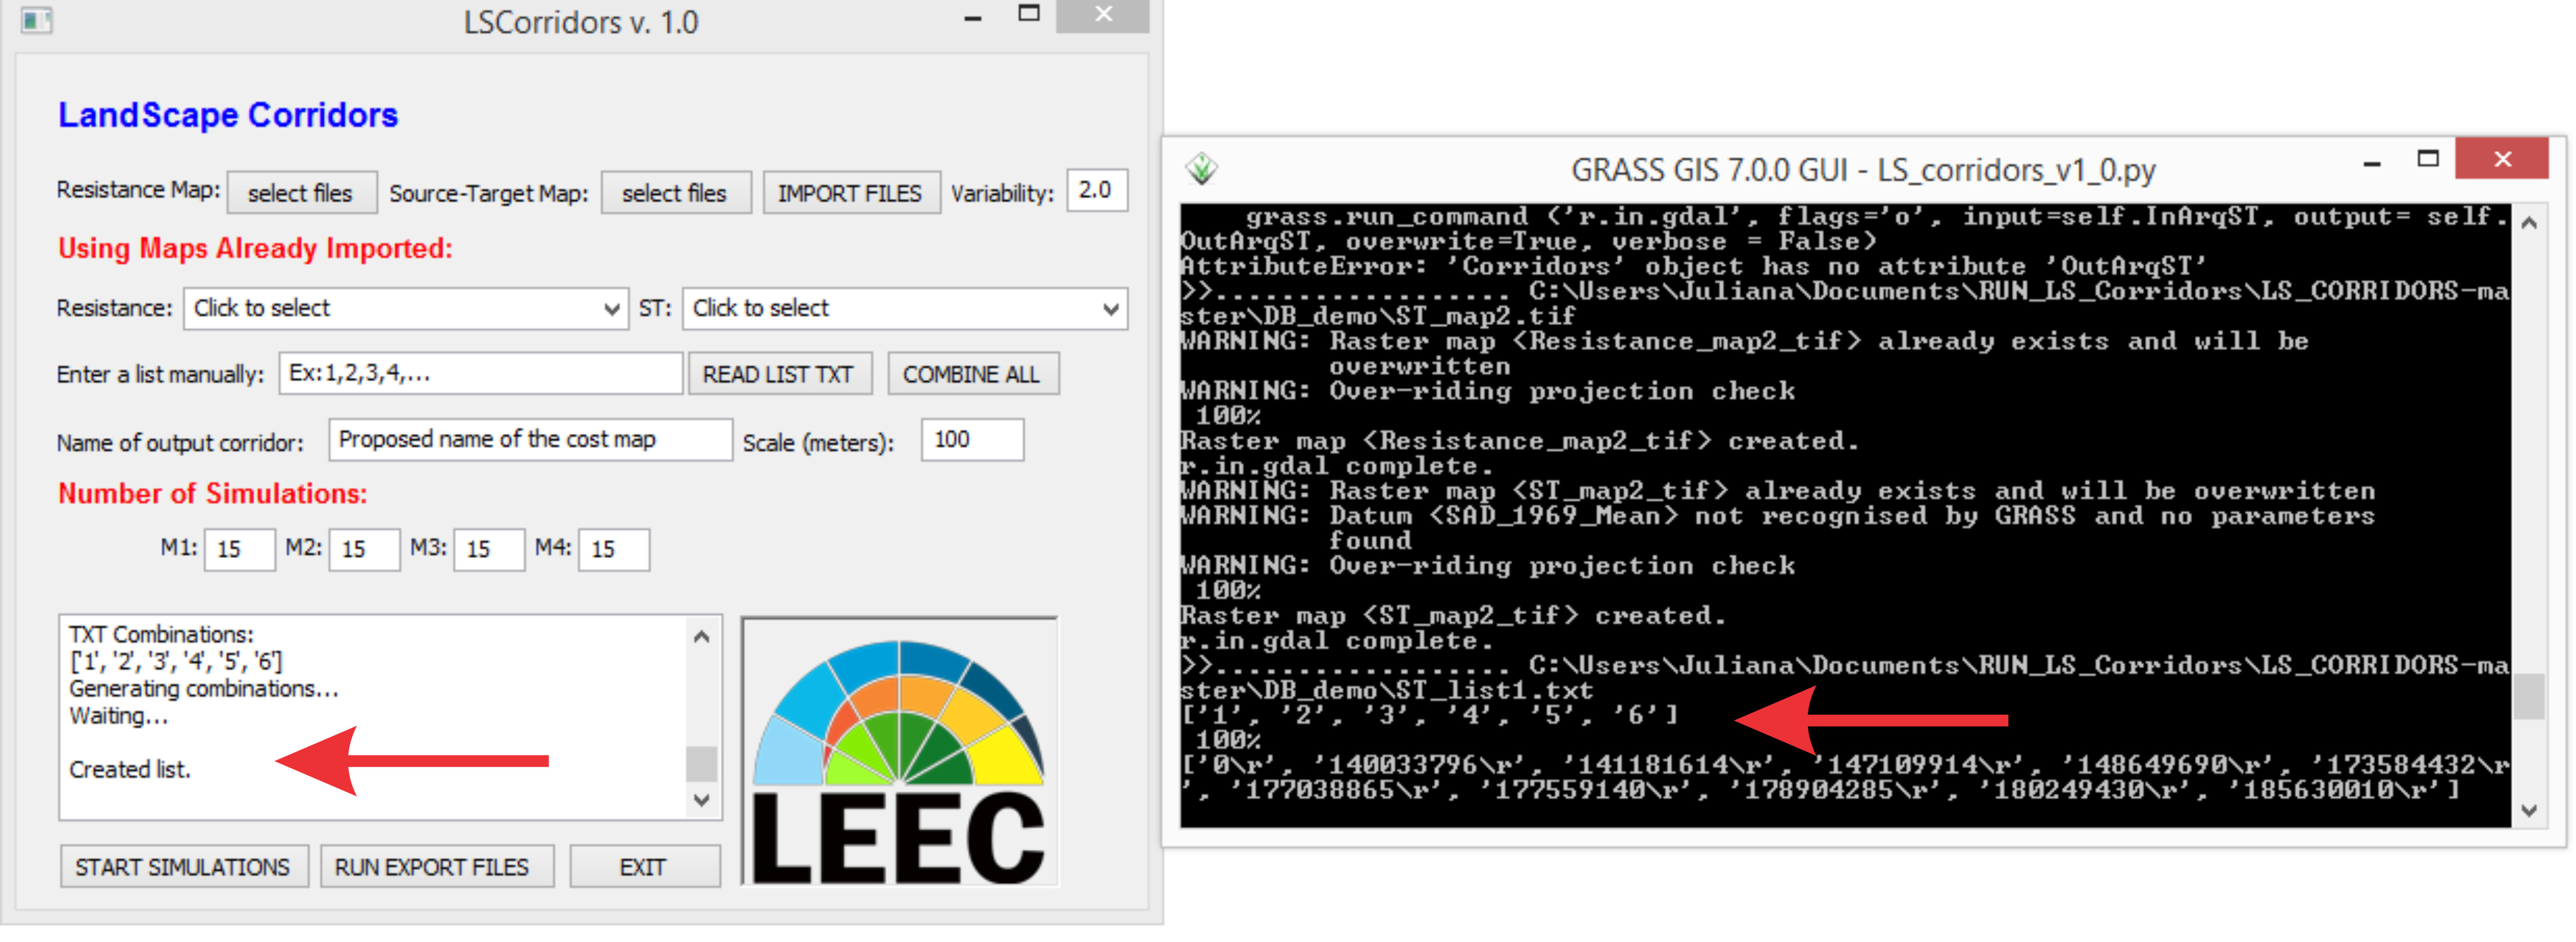 LSCorridors v. 1.0
LandScape Corridors
Resistance Map: select files Source-Target Map: select files IMPORT FILES Variability: 2.0
Using Maps Already Imported:
Resistance: Click to select ST: Click to select
Enter a list manually: Ex:1,2,3,4,... READ LIST TXT COMBINE ALL
Name of output corridor: Proposed name of the cost map Scale (meters): 100
Number of Simulations:
M1: 15 M2: 15 M3: 15 M4: 15
TXT Combinations:
['1', '2', '3', '4', '5', '6']
Generating combinations...
Waiting...
Created list.
LEEC
START SIMULATIONS RUN EXPORT FILES EXIT
GRASS GIS 7.0.0 GUI - LS_corridors_v1_0.py
grass.run_command ('r.in.gdal', flags='o', input=self.InArqST, output= self.
OutArqST, overwrite=True, verbose = False)
AttributeError: 'Corridors' object has no attribute 'OutArqST'
>>.................. C:\Users\Juliana\Documents\RUN_LS_Corridors\LS_CORRIDORS-ma
ster\DB_demo\ST_map2.tif
WARNING: Raster map <Resistance_map2_tif> already exists and will be
overwritten
WARNING: Over-riding projection check
100%
Raster map <Resistance_map2_tif> created.
r.in.gdal complete.
WARNING: Raster map <ST_map2_tif> already exists and will be overwritten
WARNING: Datum <SAD_1969_Mean> not recognised by GRASS and no parameters
found
WARNING: Over-riding projection check
100%
Raster map <ST_map2_tif> created.
r.in.gdal complete.
>>.................. C:\Users\Juliana\Documents\RUN_LS_Corridors\LS_CORRIDORS-ma
ster\DB_demo\ST_list1.txt
['1', '2', '3', '4', '5', '6']
100%
['0\r', '140033796\r', '141181614\r', '147109914\r', '148649690\r', '173584432\r
', '177038865\r', '177559140\r', '178904285\r', '180249430\r', '185630010\r']